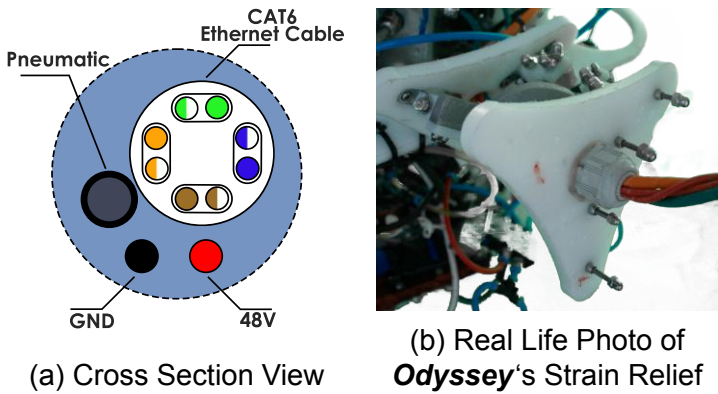 CAT6
Ethernet Cable
Pneumatic
GND
48V
(a) Cross Section View
(b) Real Life Photo of
Odyssey‘s Strain Relief